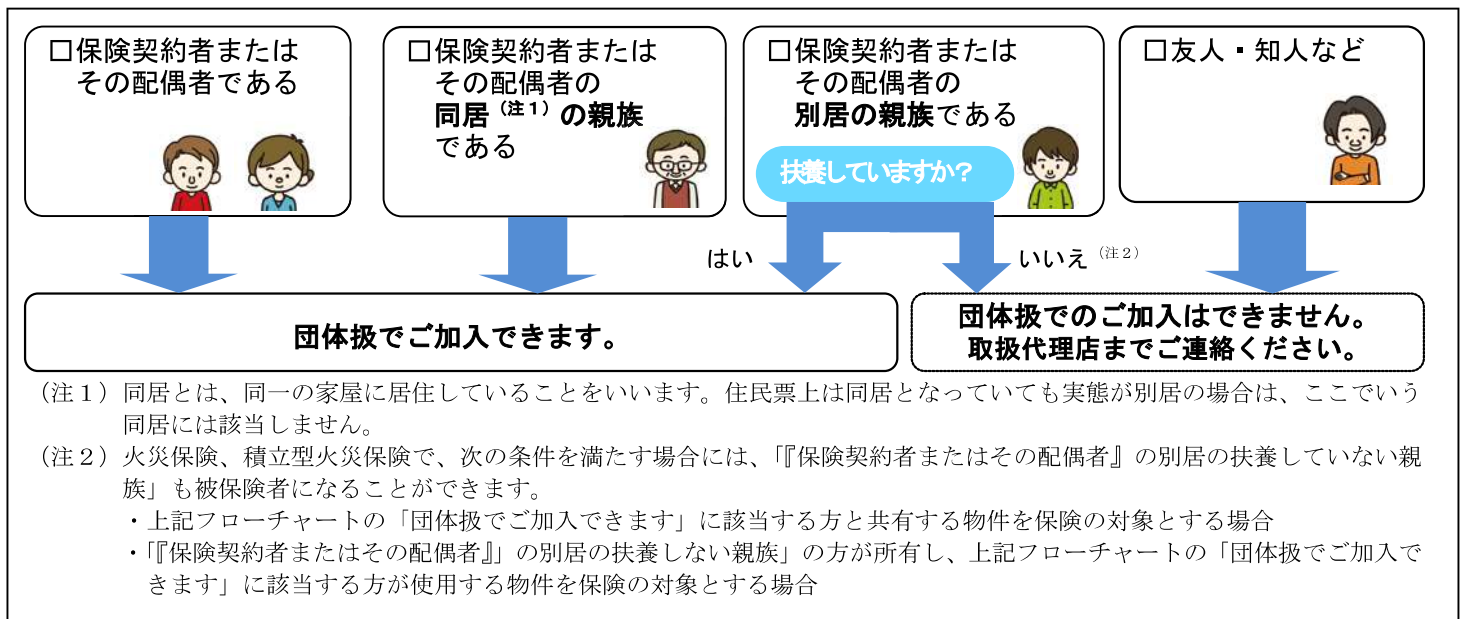 □保険契約者または
その配偶者である
□保険契約者または
その配偶者の
同居（注１）の親族
である
□保険契約者または
その配偶者の
別居の親族である
扶養していますか？
□友人・知人など
はい
いいえ（注２）
団体扱でご加入できます。
団体扱でのご加入はできません。
取扱代理店までご連絡ください。
（注１）同居とは、同一の家屋に居住していることをいいます。住民票上は同居となっていても実態が別居の場合は、ここでいう
同居には該当しません。
（注２）火災保険、積立型火災保険で、次の条件を満たす場合には、「『保険契約者またはその配偶者』の別居の扶養していない親
族」も被保険者になることができます。
・上記フローチャートの「団体扱でご加入できます」に該当する方と共有する物件を保険の対象とする場合
・「『保険契約者またはその配偶者』」の別居の扶養しない親族」の方が所有し、上記フローチャートの「団体扱でご加入で
きます」に該当する方が使用する物件を保険の対象とする場合